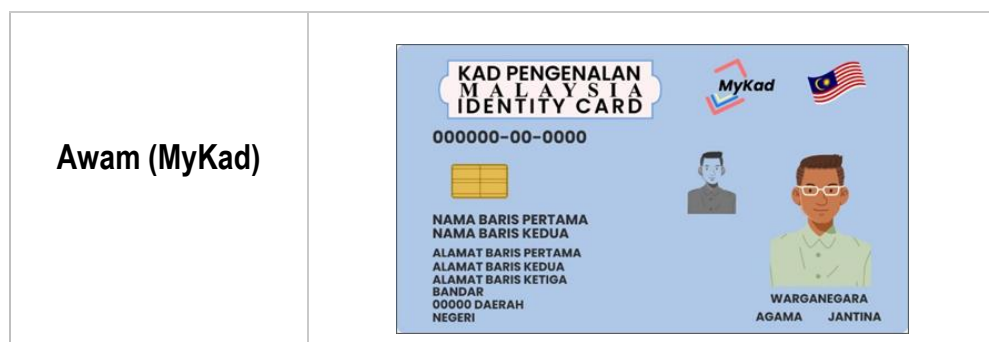 Awam (MyKad)
KAD PENGENALAN
MALAYSIA
IDENTITY CARD
MyKad
000000-00-0000
NAMA BARIS PERTAMA
NAMA BARIS KEDUA
ALAMAT BARIS PERTAMA
ALAMAT BARIS KEDUA
ALAMAT BARIS KETIGA
BANDAR
00000 DAERAH
NEGERI
WARGANEGARA
AGAMA JANTINA